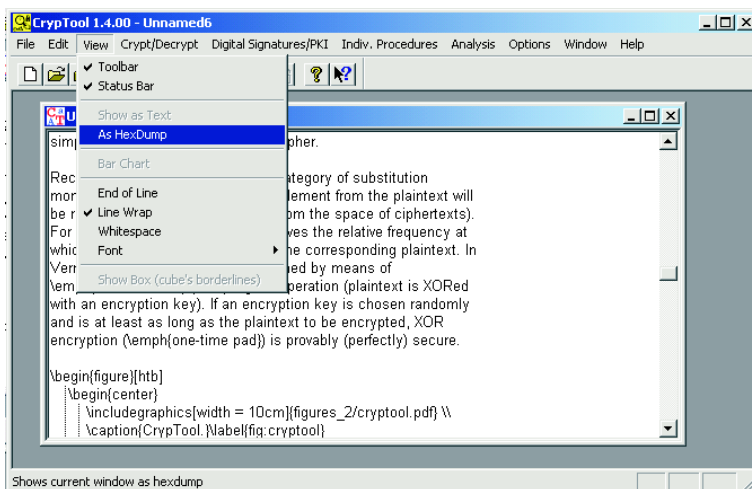 CrypTool 1.4.00 - Unnamed6
File Edit View Crypt/Decrypt Digital Signatures/PKI Indiv. Procedures Analysis Options Window Help
Toolbar
Status Bar
Show as Text
As HexDump
Bar Chart
End of Line
Line Wrap
Whitespace
Font
Show Box (cube's borderlines)
pher.
Rec ategory of substitution
lement from the plaintext will
be r om the space of ciphertexts).
For ves the relative frequency at
whic he corresponding plaintext. In
ned by means of
peration (plaintext is XORed
with an encryption key). If an encryption key is chosen randomly
and is at least as long as the plaintext to be encrypted, XOR
encryption (\emph{one-time pad}) is provably (perfectly) secure.
\begin{figure}[htb]
\begin{center}
\includegraphics[width = 10cm]{figures_2/cryptool.pdf} \\
\caption{CrypTool.}\label{fig:cryptool}
Shows current window as hexdump